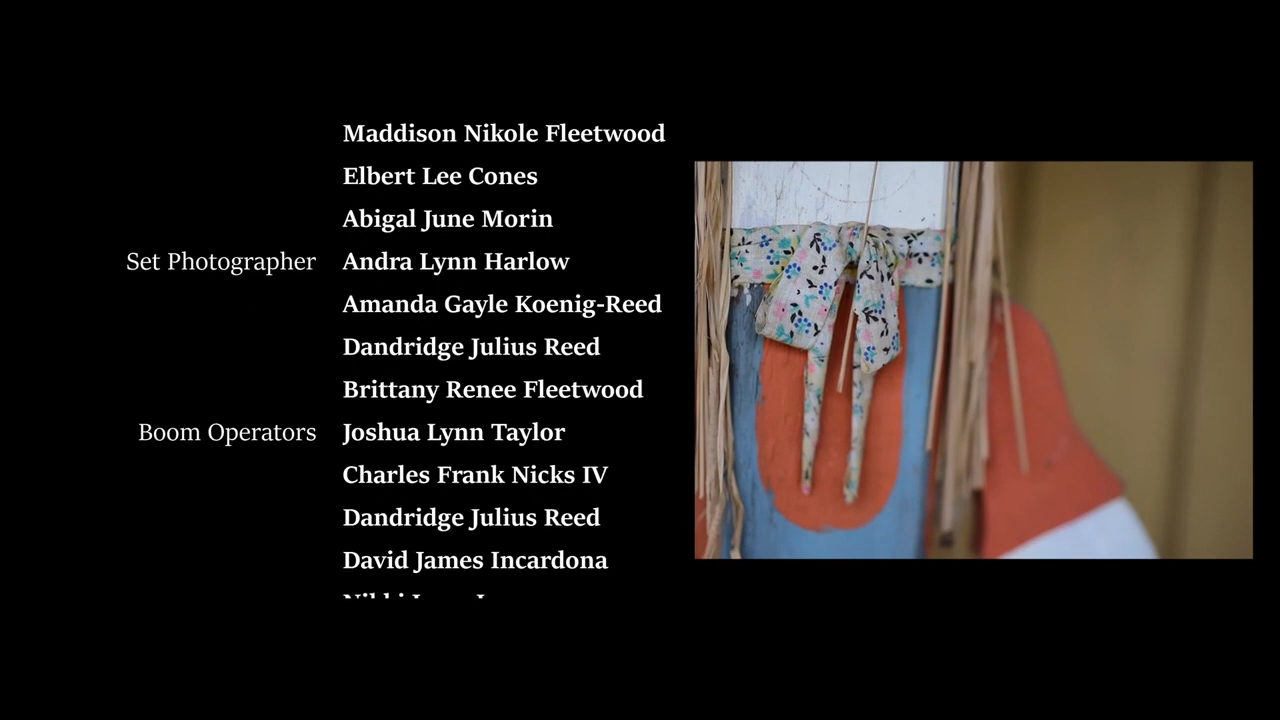 Maddison Nikole Fleetwood
Elbert Lee Cones
Abigal June Morin
Set Photographer Andra Lynn Harlow
Amanda Gayle Koenig-Reed
Dandridge Julius Reed
Brittany Renee Fleetwood
Boom Operators Joshua Lynn Taylor
Charles Frank Nicks IV
Dandridge Julius Reed
David James Incardona